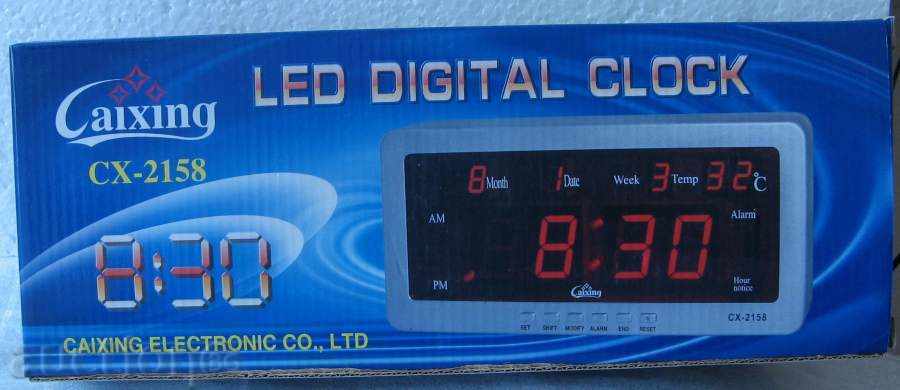 LED DIGITAL CLOCK
Caixing
CX-2158
8:30
CAIXING ELECTRONIC CO., LTD
8 Month 1 Date Week 3 Temp 32 °C
AM
8:30
Alarm
PM
Hour
notice
Caixing
SET SHIFT MODIFY ALARM END RESET
CX-2158